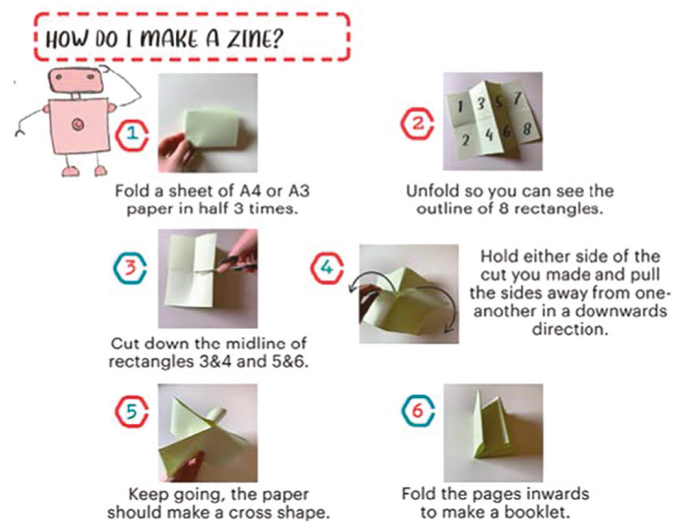 HOW DO I MAKE A ZINE?
1
Fold a sheet of A4 or A3
paper in half 3 times.
2
1 3 5 7
2 4 6 8
Unfold so you can see the
outline of 8 rectangles.
3
Cut down the midline of
rectangles 3&4 and 5&6.
4
Hold either side of the
cut you made and pull
the sides away from one-
another in a downwards
direction.
5
Keep going, the paper
should make a cross shape.
6
Fold the pages inwards
to make a booklet.